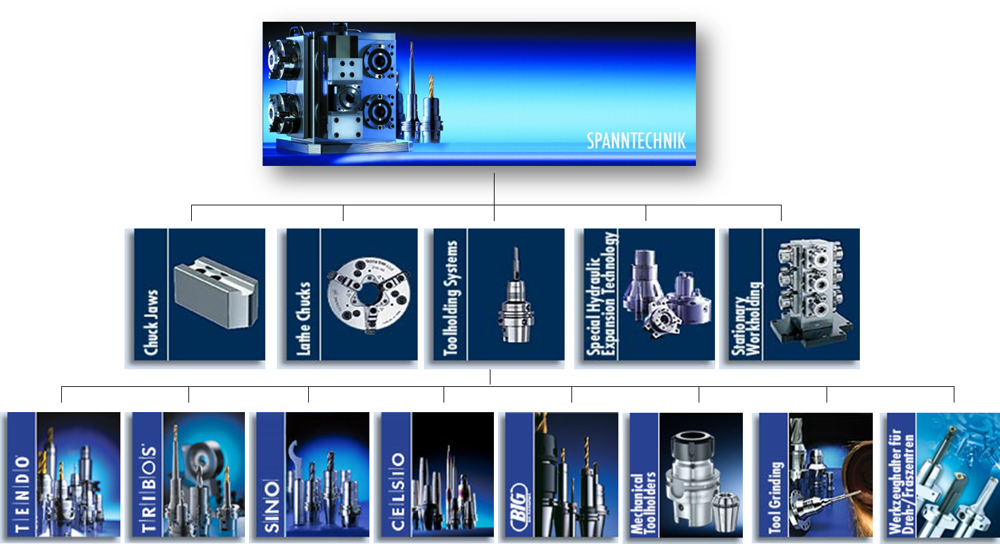 SPANNTECHNIK
Chuck Jaws
Lathe Chucks
Toolholding Systems
Special Hydraulic
Expansion Technology
Stationary
Workholding
TENDO
TRIBOS
SINO
CELSIO
BIG
Mechanical
Toolholders
Tool Grinding
Werkzeughalter für
Dreh- / Fräszentren